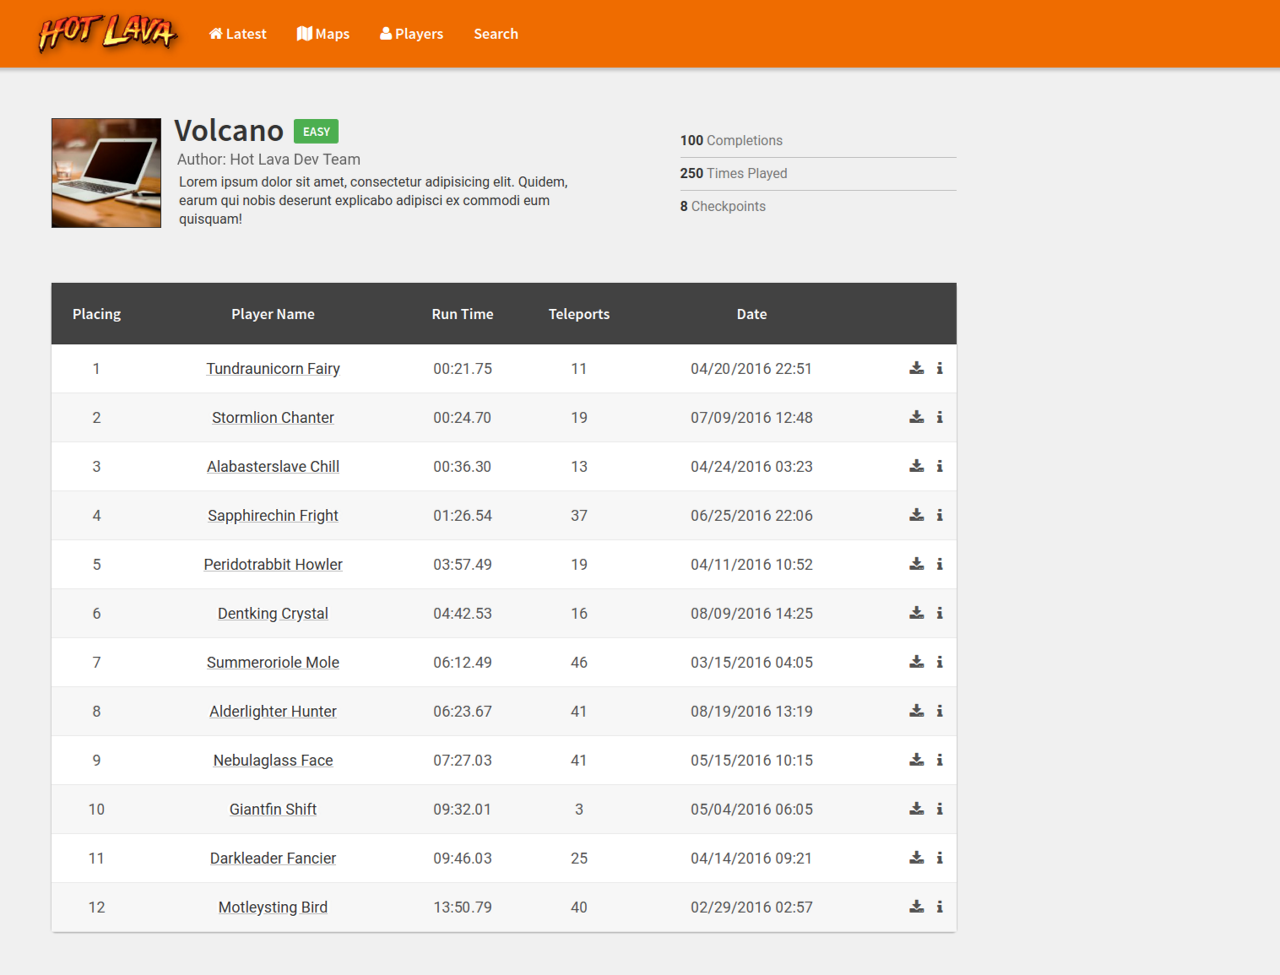 HOT LAVA Latest Maps Players Search
Volcano EASY
Author: Hot Lava Dev Team
Lorem ipsum dolor sit amet, consectetur adipisicing elit. Quidem,
earum qui nobis deserunt explicabo adipisci ex commodi eum
quisquam!
100 Completions
250 Times Played
8 Checkpoints
Placing Player Name Run Time Teleports Date
1 Tundraunicorn Fairy 00:21.75 11 04/20/2016 22:51
2 Stormlion Chanter 00:24.70 19 07/09/2016 12:48
3 Alabasterslave Chill 00:36.30 13 04/24/2016 03:23
4 Sapphirechin Fright 01:26.54 37 06/25/2016 22:06
5 Peridotrabbit Howler 03:57.49 19 04/11/2016 10:52
6 Dentking Crystal 04:42.53 16 08/09/2016 14:25
7 Summeroriole Mole 06:12.49 46 03/15/2016 04:05
8 Alderlighter Hunter 06:23.67 41 08/19/2016 13:19
9 Nebulaglass Face 07:27.03 41 05/15/2016 10:15
10 Giantfin Shift 09:32.01 3 05/04/2016 06:05
11 Darkleader Fancier 09:46.03 25 04/14/2016 09:21
12 Motleysting Bird 13:50.79 40 02/29/2016 02:57